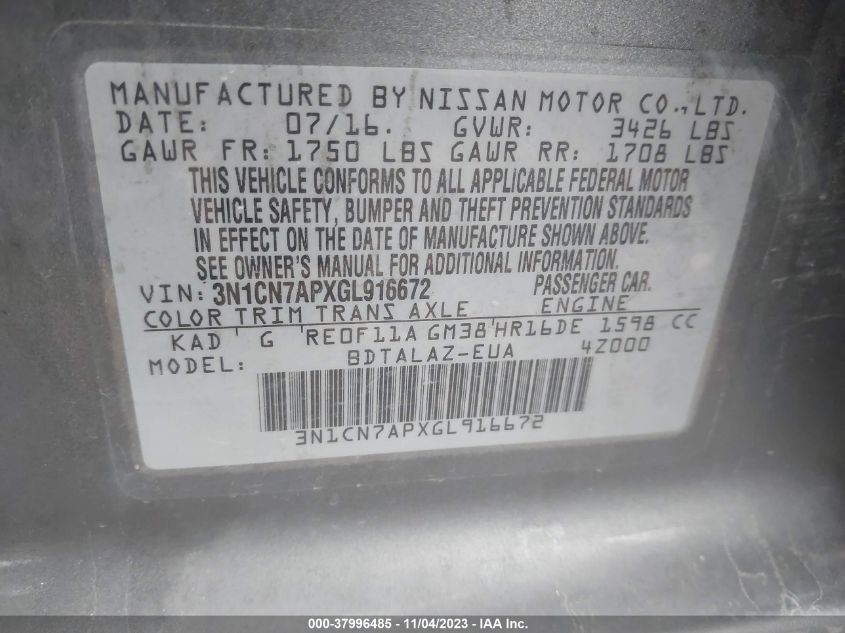 MANUFACTURED BY NISSAN MOTOR CO., LTD.
DATE: 07/16. GVWR: 3426 LBS
GAWR FR: 1750 LBS GAWR RR: 1708 LBS
THIS VEHICLE CONFORMS TO ALL APPLICABLE FEDERAL MOTOR
VEHICLE SAFETY, BUMPER AND THEFT PREVENTION STANDARDS
IN EFFECT ON THE DATE OF MANUFACTURE SHOWN ABOVE.
SEE OWNER'S MANUAL FOR ADDITIONAL INFORMATION.
VIN: 3N1CN7APXGL916672 PASSENGER CAR.
COLOR TRIM TRANS AXLE ENGINE
KAD G RE0F11A GM38 HR16DE 1598 CC
MODEL: BDTALAZ-EUA 4Z000
3N1CN7APXGL916672
000-37996485 - 11/04/2023 - IAA Inc.